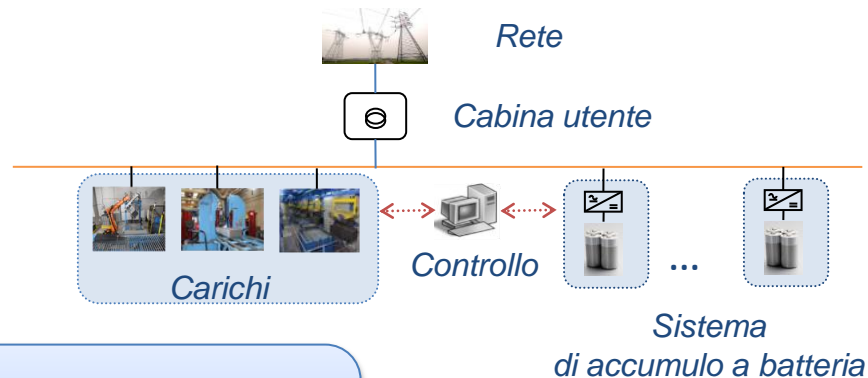 Rete
Cabina utente
Carichi
Controllo
...
Sistema
di accumulo a batteria